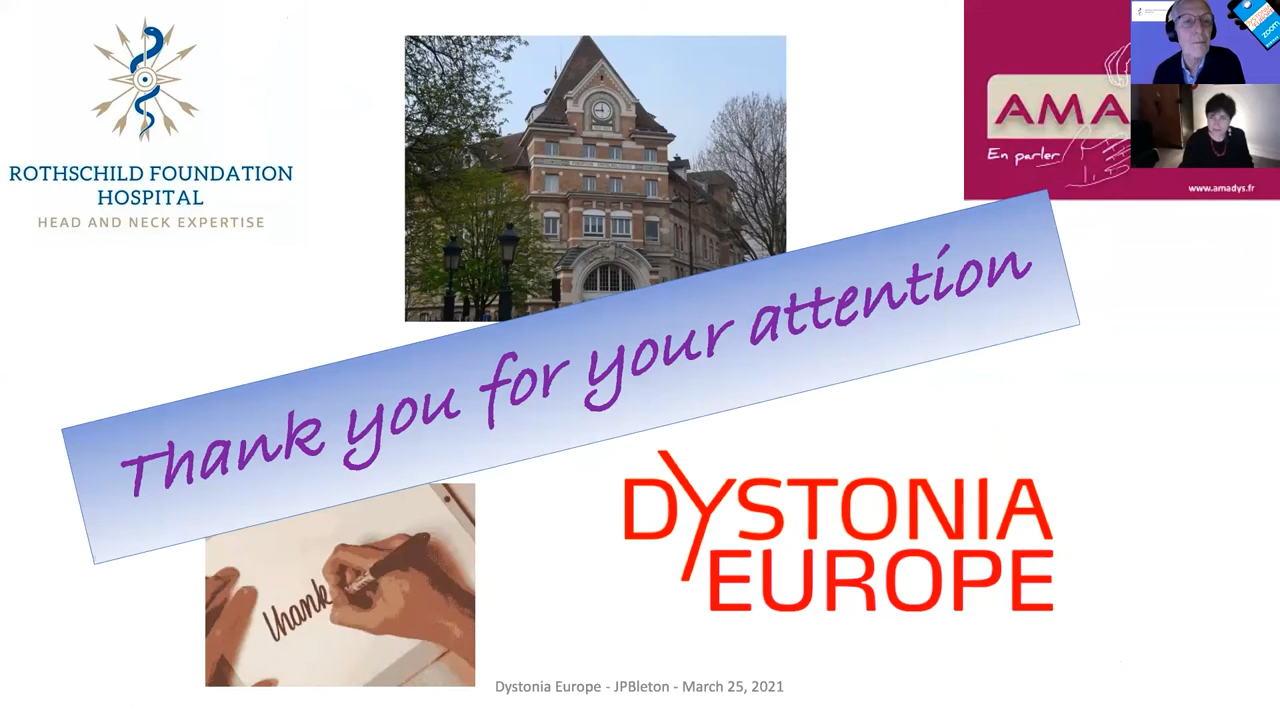 ROTHSCHILD FOUNDATION
HOSPITAL
HEAD AND NECK EXPERTISE
AMA
En parler
www.amadys.fr
zoom
Thank you for your attention
thank
DYSTONIA
EUROPE
Dystonia Europe - JPBleton - March 25, 2021